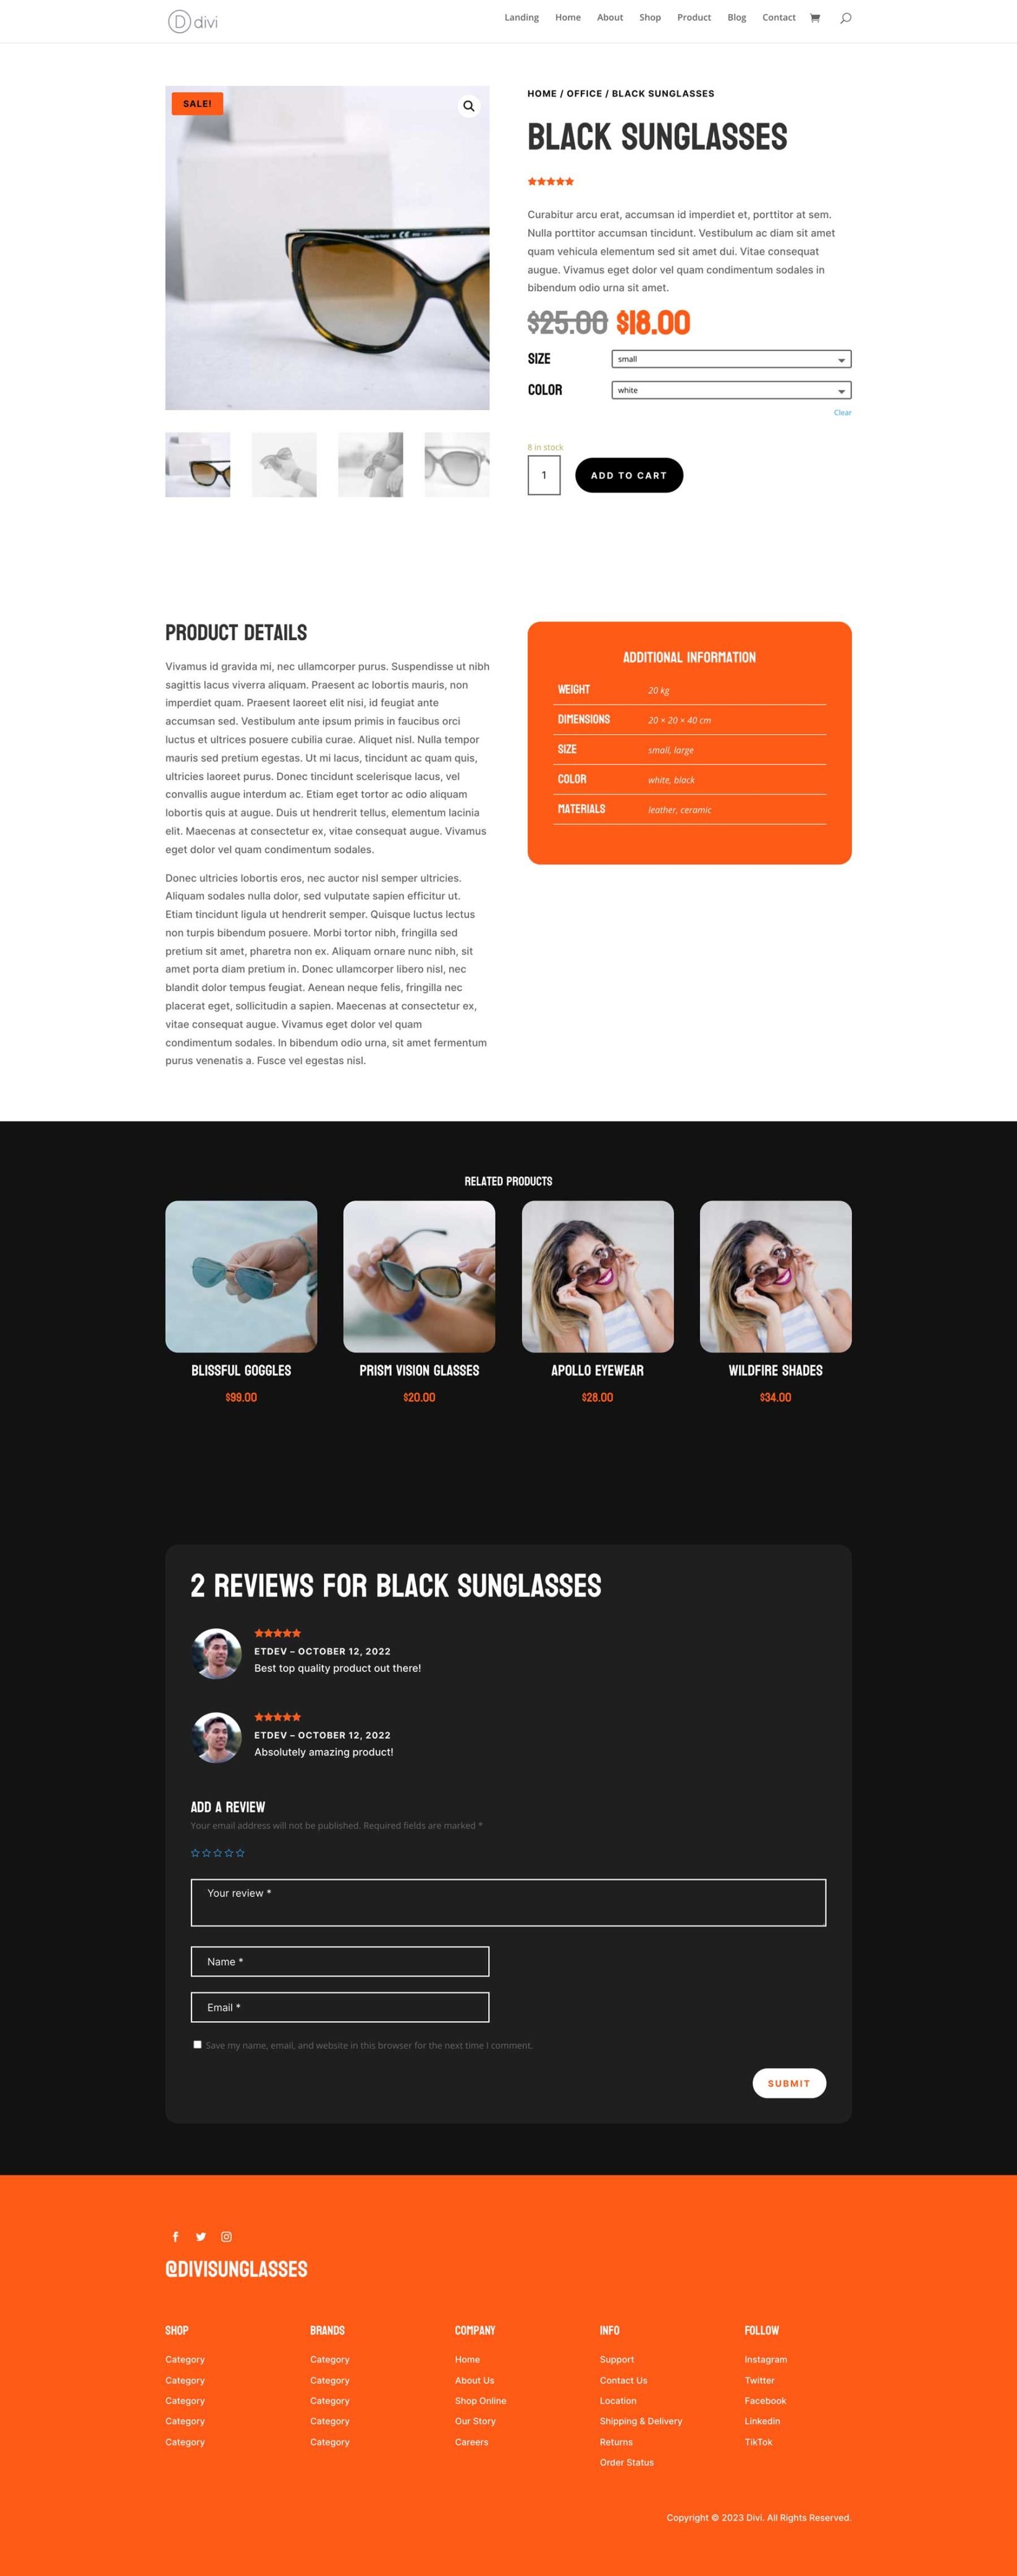 divi
Landing Home About Shop Product Blog Contact
SALE!
HOME / OFFICE / BLACK SUNGLASSES
BLACK SUNGLASSES
Curabitur arcu erat, accumsan id imperdiet et, porttitor at sem.
Nulla porttitor accumsan tincidunt. Vestibulum ac diam sit amet
quam vehicula elementum sed sit amet dui. Vitae consequat
augue. Vivamus eget dolor vel quam condimentum sodales in
bibendum odio urna sit amet.
$25.00 $18.00
SIZE small
COLOR white
Clear
8 in stock
1 ADD TO CART
PRODUCT DETAILS
Vivamus id gravida mi, nec ullamcorper purus. Suspendisse ut nibh
sagittis lacus viverra aliquam. Praesent ac lobortis mauris, non
imperdiet quam. Praesent laoreet elit nisi, id feugiat ante
accumsan sed. Vestibulum ante ipsum primis in faucibus orci
luctus et ultrices posuere cubilia curae. Aliquet nisl. Nulla tempor
mauris sed pretium egestas. Ut mi lacus, tincidunt ac quam quis,
ultricies laoreet purus. Donec tincidunt scelerisque lacus, vel
convallis augue interdum ac. Etiam eget tortor ac odio aliquam
lobortis quis at augue. Duis ut hendrerit tellus, elementum lacinia
elit. Maecenas at consectetur ex, vitae consequat augue. Vivamus
eget dolor vel quam condimentum sodales.
Donec ultricies lobortis eros, nec auctor nisl semper ultricies.
Aliquam sodales nulla dolor, sed vulputate sapien efficitur ut.
Etiam tincidunt ligula ut hendrerit semper. Quisque luctus lectus
non turpis bibendum posuere. Morbi tortor nibh, fringilla sed
pretium sit amet, pharetra non ex. Aliquam ornare nunc nibh, sit
amet porta diam pretium in. Donec ullamcorper libero nisl, nec
blandit dolor tempus feugiat. Aenean neque felis, fringilla nec
placerat eget, sollicitudin a sapien. Maecenas at consectetur ex,
vitae consequat augue. Vivamus eget dolor vel quam
condimentum sodales. In bibendum odio urna, sit amet fermentum
purus venenatis a. Fusce vel egestas nisl.
ADDITIONAL INFORMATION
WEIGHT 20 kg
DIMENSIONS 20 × 20 × 40 cm
SIZE small, large
COLOR white, black
MATERIALS leather, ceramic
RELATED PRODUCTS
BLISSFUL GOGGLES PRISM VISION GLASSES APOLLO EYEWEAR WILDFIRE SHADES
$99.00 $20.00 $28.00 $34.00
2 REVIEWS FOR BLACK SUNGLASSES
ETDEV – OCTOBER 12, 2022
Best top quality product out there!
ETDEV – OCTOBER 12, 2022
Absolutely amazing product!
ADD A REVIEW
Your email address will not be published. Required fields are marked *
Your review *
Name *
Email *
Save my name, email, and website in this browser for the next time I comment.
SUBMIT
@DIVISUNGLASSES
SHOP BRANDS COMPANY INFO FOLLOW
Category Category Home Support Instagram
Category Category About Us Contact Us Twitter
Category Category Shop Online Location Facebook
Category Category Our Story Shipping & Delivery Linkedin
Category Category Careers Returns TikTok
Order Status
Copyright © 2023 Divi. All Rights Reserved.